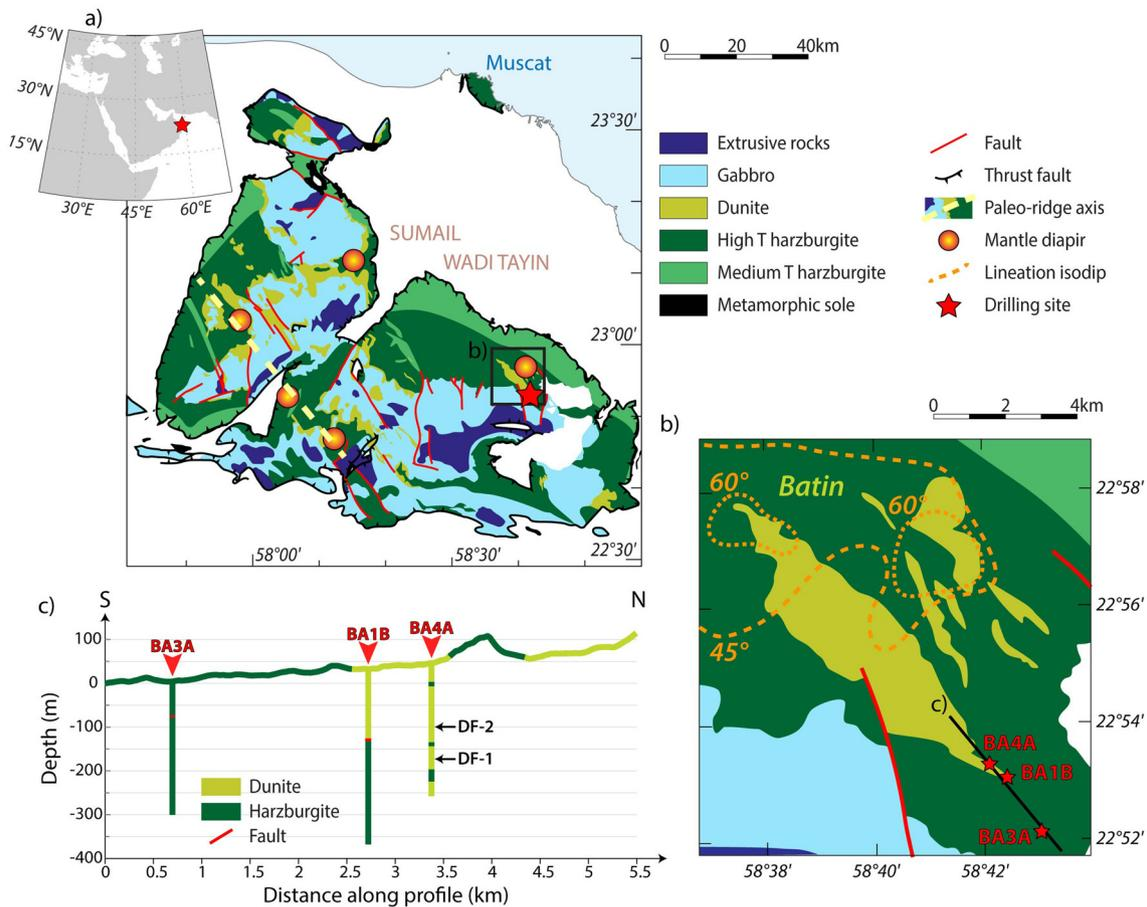 a)
45°N
30°N
15°N
30°E
45°E
60°E
Muscat
SUMAIL
WADI TAYIN
b)
23°30'
23°00'
22°30'
58°00'
58°30'
0 20 40km
Extrusive rocks
Gabbro
Dunite
High T harzburgite
Medium T harzburgite
Metamorphic sole
Fault
Thrust fault
Paleo-ridge axis
Mantle diapir
Lineation isodip
Drilling site
0 2 4km
b)
60°
Batin
60°
45°
c)
BA4A
BA1B
BA3A
22°58'
22°56'
22°54'
22°52'
58°38'
58°40'
58°42'
c)
S
N
BA3A
BA1B
BA4A
DF-2
DF-1
Depth (m)
100
0
-100
-200
-300
-400
Dunite
Harzburgite
Fault
0 0.5 1 1.5 2 2.5 3 3.5 4 4.5 5 5.5
Distance along profile (km)